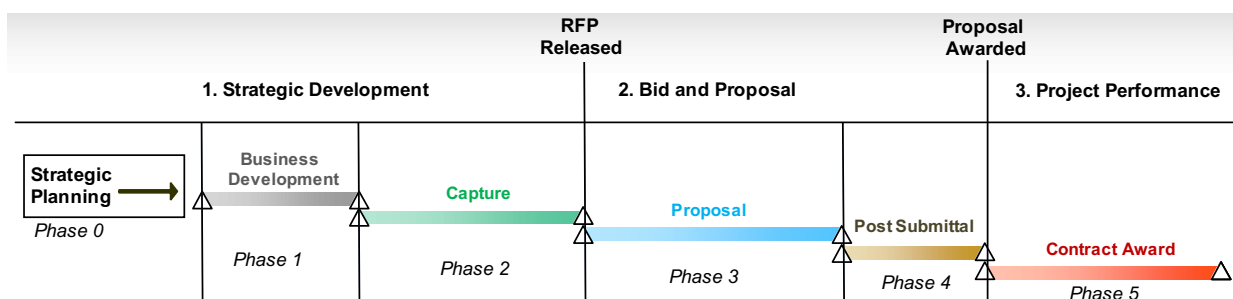 RFP
Released
Proposal
Awarded
1. Strategic Development
2. Bid and Proposal
3. Project Performance
Strategic
Planning
Phase 0
Business
Development
Phase 1
Capture
Phase 2
Proposal
Phase 3
Post Submittal
Phase 4
Contract Award
Phase 5